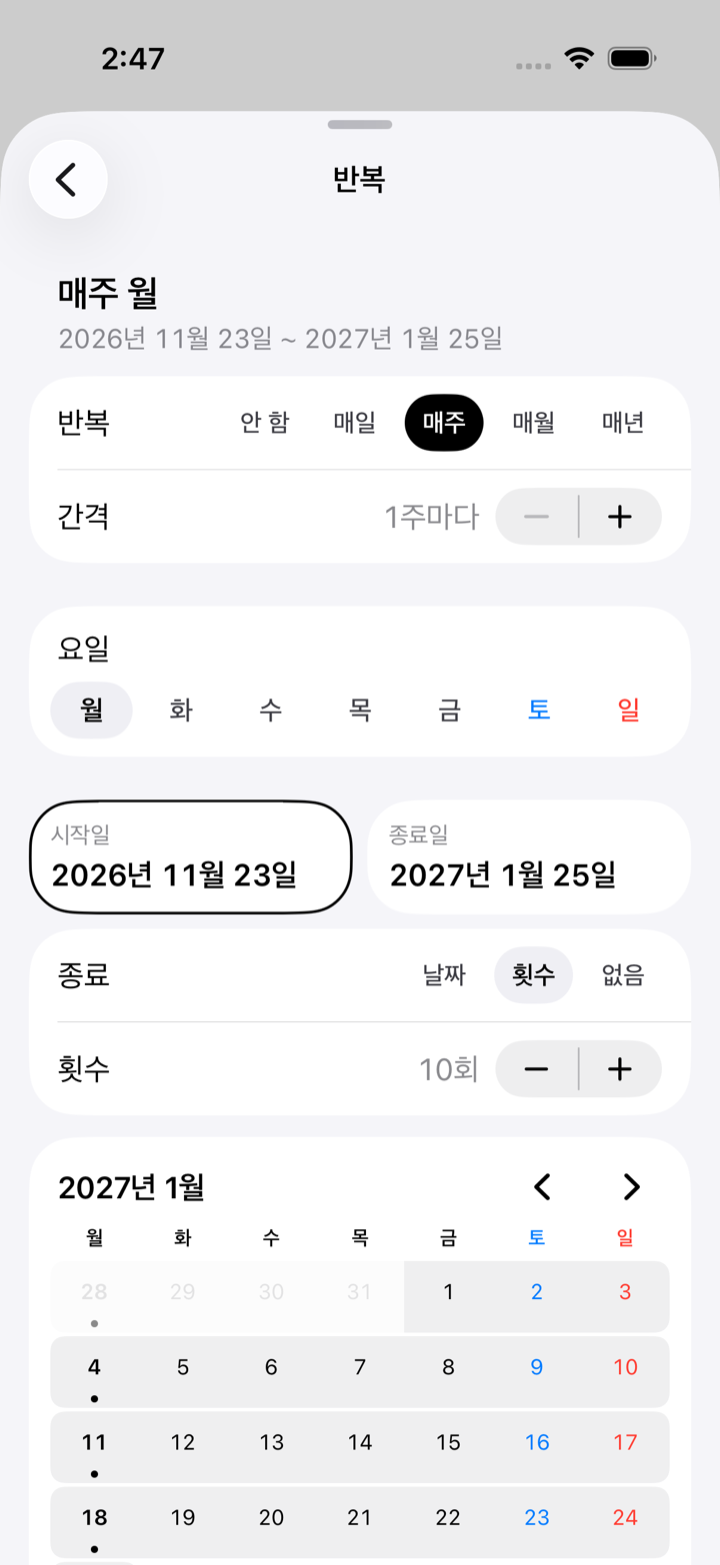 2:47
반복
매주 월
2026년 11월 23일 ~ 2027년 1월 25일
반복 안 함 매일 매주 매월 매년
간격 1주마다
요일
월 화 수 목 금 토 일
시작일 종료일
2026년 11월 23일 2027년 1월 25일
종료 날짜 횟수 없음
횟수 10회
2027년 1월
월 화 수 목 금 토 일
28 29 30 31 1 2 3
4 5 6 7 8 9 10
11 12 13 14 15 16 17
18 19 20 21 22 23 24